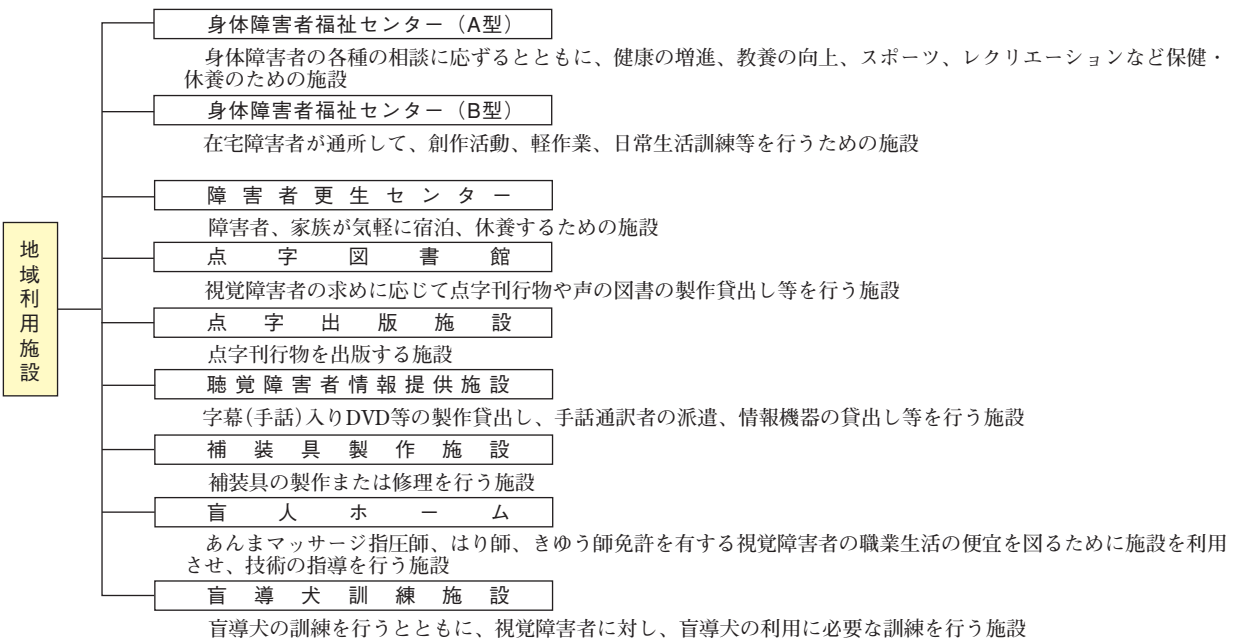 身体障害者福祉センター（A型）
身体障害者の各種の相談に応ずるとともに、健康の増進、教養の向上、スポーツ、レクリエーションなど保健・
休養のための施設
身体障害者福祉センター（B型）
在宅障害者が通所して、創作活動、軽作業、日常生活訓練等を行うための施設
障害者更生センター
障害者、家族が気軽に宿泊、休養するための施設
地域利用施設
点字図書館
視覚障害者の求めに応じて点字刊行物や声の図書の製作貸出し等を行う施設
点字出版施設
点字刊行物を出版する施設
聴覚障害者情報提供施設
字幕(手話)入りDVD等の製作貸出し、手話通訳者の派遣、情報機器の貸出し等を行う施設
補装具製作施設
補装具の製作または修理を行う施設
盲人ホーム
あんまマッサージ指圧師、はり師、きゆう師免許を有する視覚障害者の職業生活の便宜を図るために施設を利用
させ、技術の指導を行う施設
盲導犬訓練施設
盲導犬の訓練を行うとともに、視覚障害者に対し、盲導犬の利用に必要な訓練を行う施設